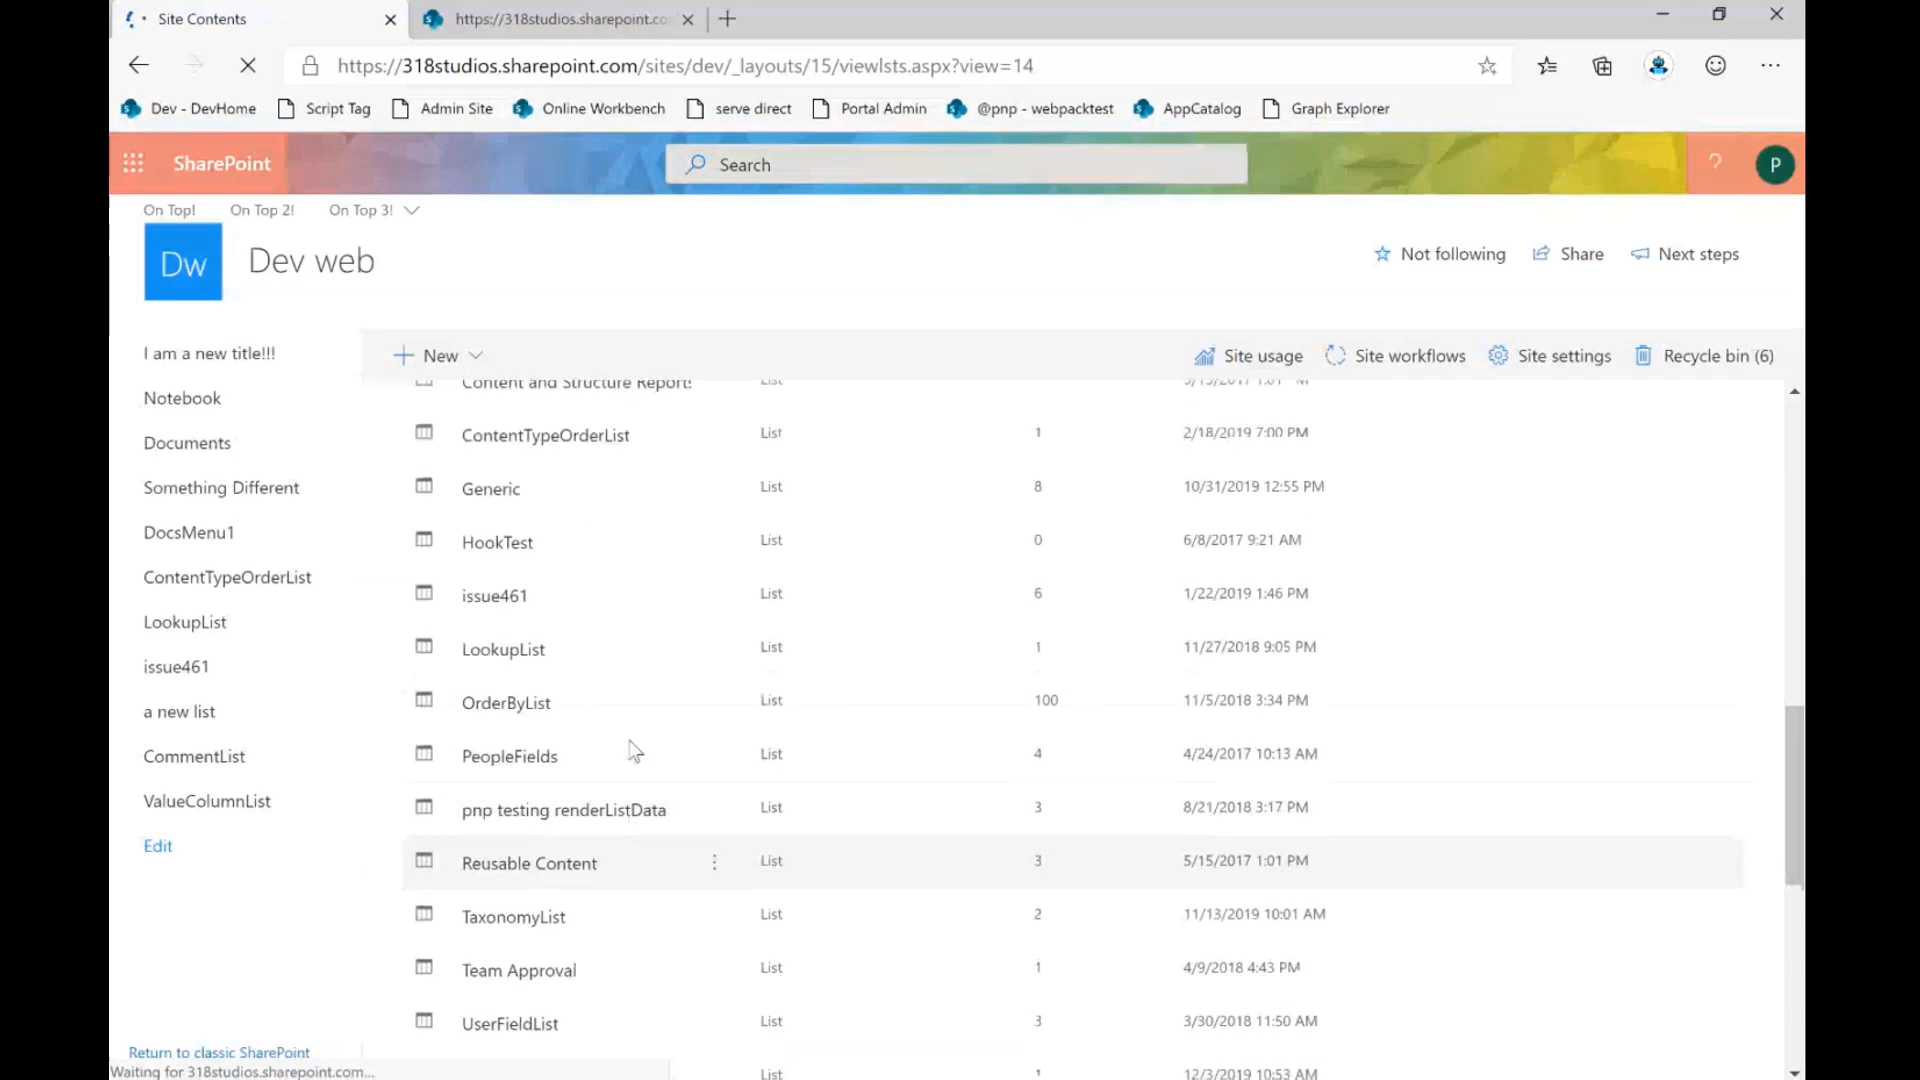 Site Contents
https://318studios.sharepoint.co
https://318studios.sharepoint.com/sites/dev/_layouts/15/viewlsts.aspx?view=14
Dev - DevHome Script Tag Admin Site Online Workbench serve direct Portal Admin @pnp - webpacktest AppCatalog Graph Explorer
SharePoint
Search
?
P
On Top! On Top 2! On Top 3!
Dw
Dev web
Not following Share Next steps
New
Site usage Site workflows Site settings Recycle bin (6)
I am a new title!!!
Notebook
Documents
Something Different
DocsMenu1
ContentTypeOrderList
LookupList
issue461
a new list
CommentList
ValueColumnList
Edit
Return to classic SharePoint
Content and Structure Reports List
ContentTypeOrderList List 1 2/18/2019 7:00 PM
Generic List 8 10/31/2019 12:55 PM
HookTest List 0 6/8/2017 9:21 AM
issue461 List 6 1/22/2019 1:46 PM
LookupList List 1 11/27/2018 9:05 PM
OrderByList List 100 11/5/2018 3:34 PM
PeopleFields List 4 4/24/2017 10:13 AM
pnp testing renderListData List 3 8/21/2018 3:17 PM
Reusable Content List 3 5/15/2017 1:01 PM
TaxonomyList List 2 11/13/2019 10:01 AM
Team Approval List 1 4/9/2018 4:43 PM
UserFieldList List 3 3/30/2018 11:50 AM
List 1 12/3/2019 10:53 AM
Waiting for 318studios.sharepoint.com...